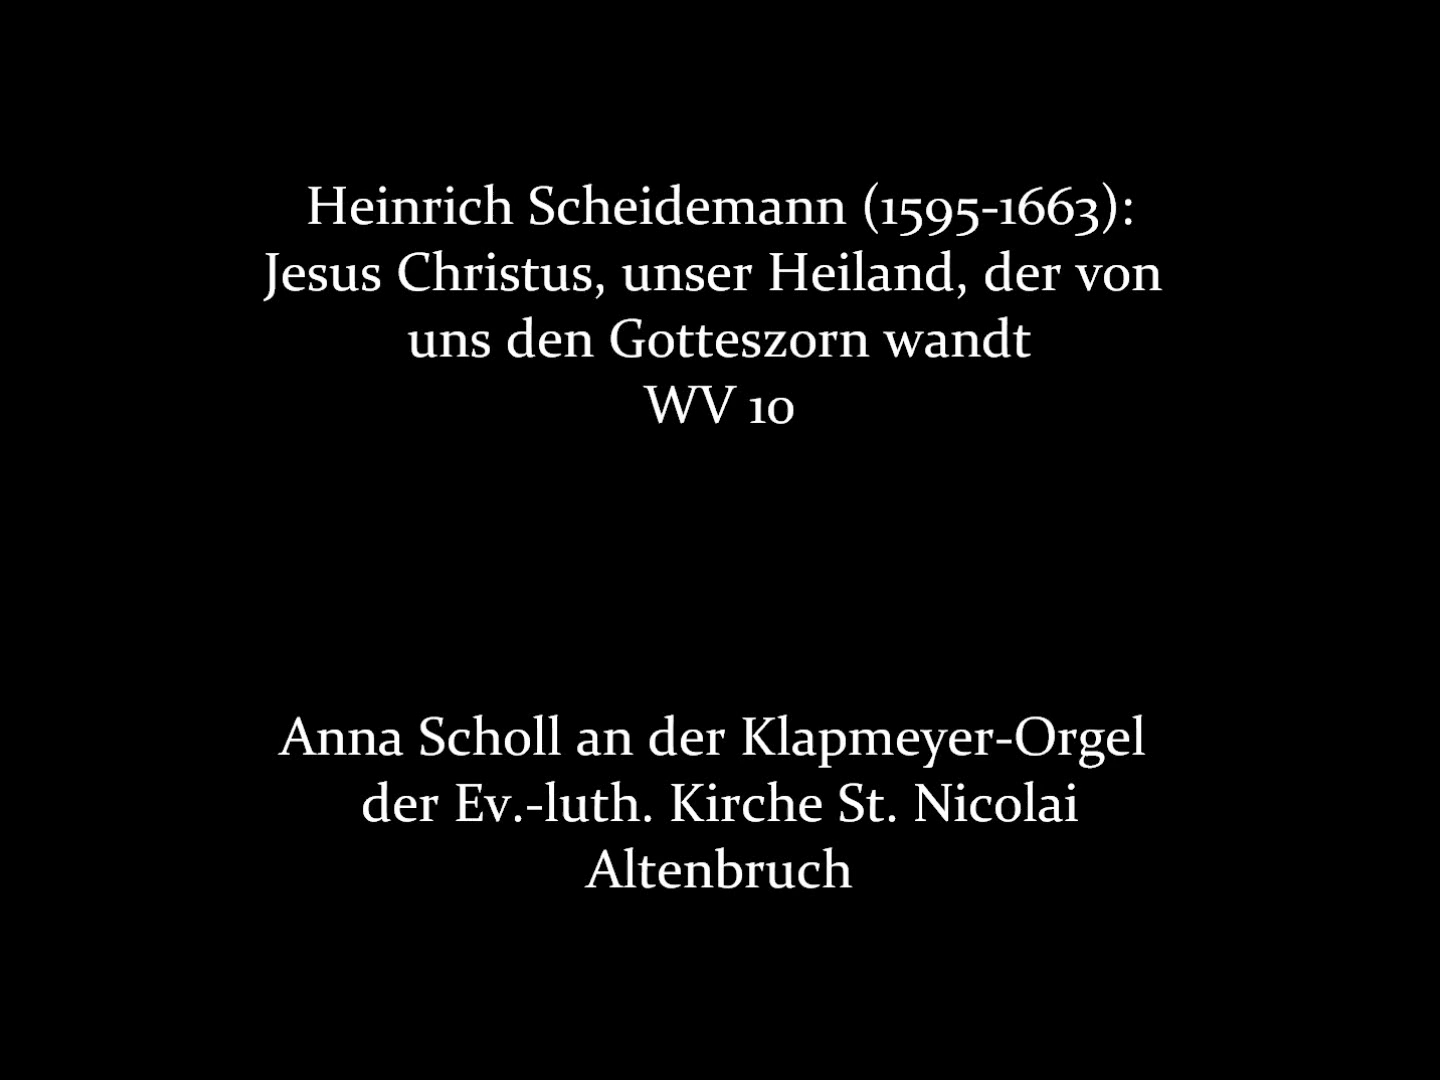 Heinrich Scheidemann (1595-1663):
Jesus Christus, unser Heiland, der von
uns den Gotteszorn wandt
WV 10
Anna Scholl an der Klapmeyer-Orgel
der Ev.-luth. Kirche St. Nicolai
Altenbruch